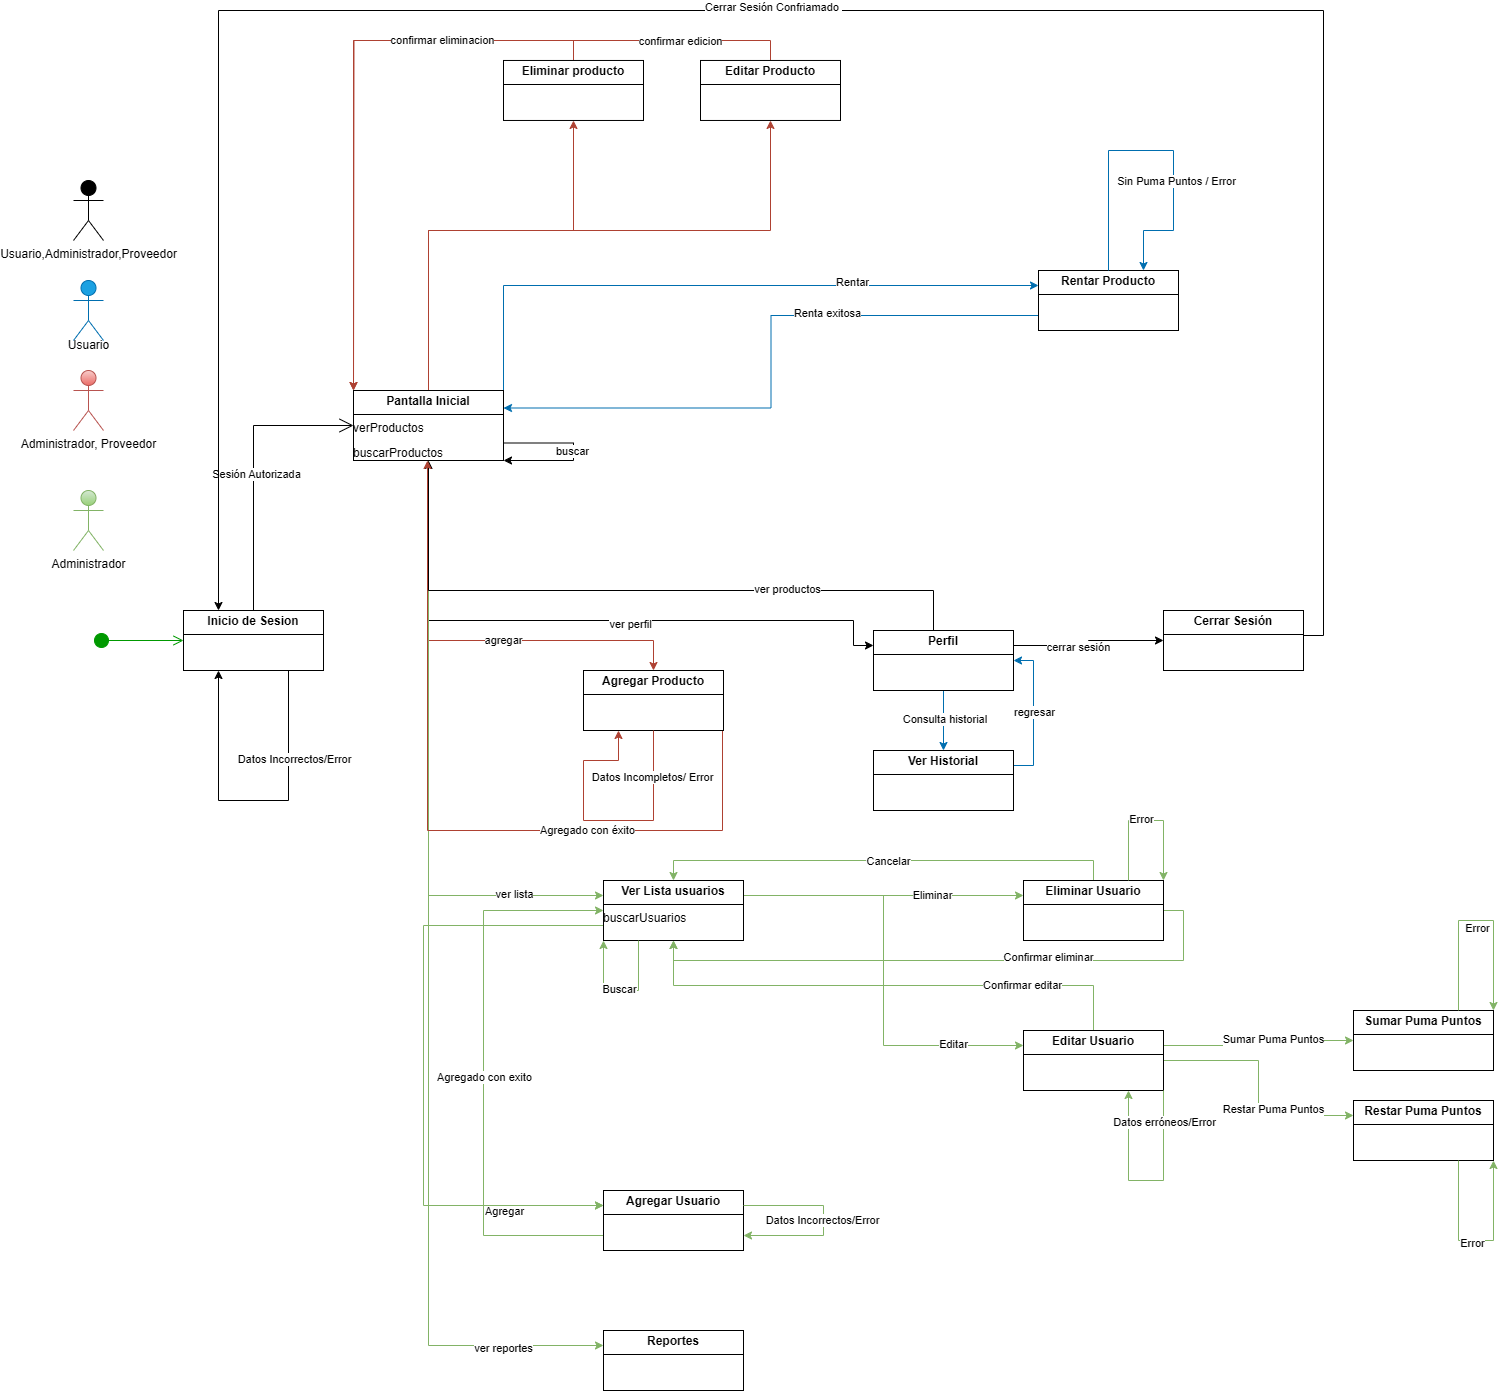 Cerrar Sesión Confriamado
confirmar eliminacion
confirmar edicion
Eliminar producto
Editar Producto
Sin Puma Puntos / Error
Usuario,Administrador,Proveedor
Rentar
Rentar Producto
Renta exitosa
Usuario
Pantalla Inicial
verProductos
buscarProductos
buscar
Administrador, Proveedor
Sesión Autorizada
Administrador
ver productos
Inicio de Sesion
ver perfil
Cerrar Sesión
agregar
Perfil
cerrar sesión
Agregar Producto
Consulta historial
regresar
Datos Incorrectos/Error
Ver Historial
Datos Incompletos/ Error
Agregado con éxito
Error
Cancelar
ver lista
Ver Lista usuarios
buscarUsuarios
Eliminar
Eliminar Usuario
Error
Confirmar eliminar
Buscar
Confirmar editar
Sumar Puma Puntos
Editar
Editar Usuario
Sumar Puma Puntos
Agregado con exito
Restar Puma Puntos
Restar Puma Puntos
Datos erróneos/Error
Agregar
Agregar Usuario
Datos Incorrectos/Error
Error
ver reportes
Reportes